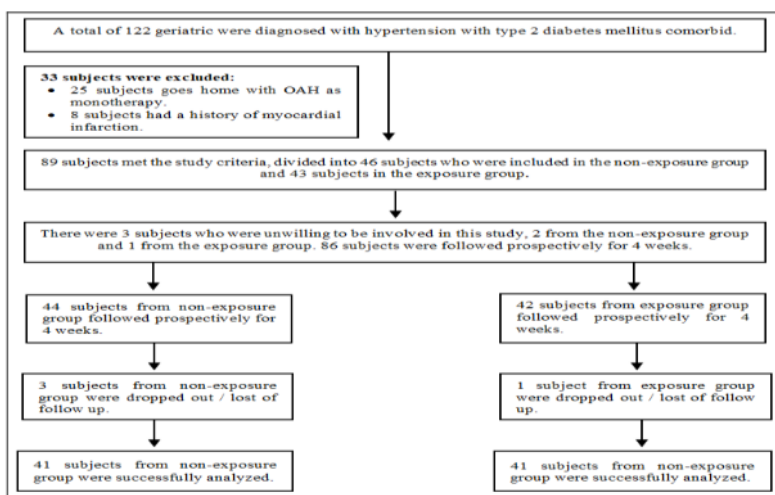 A total of 122 geriatric were diagnosed with hypertension with type 2 diabetes mellitus comorbid.
33 subjects were excluded:
• 25 subjects goes home with OAH as
monotherapy.
• 8 subjects had a history of myocardial
infarction.
89 subjects met the study criteria, divided into 46 subjects who were included in the non-exposure group
and 43 subjects in the exposure group.
There were 3 subjects who were unwilling to be involved in this study, 2 from the non-exposure group
and 1 from the exposure group. 86 subjects were followed prospectively for 4 weeks.
44 subjects from non-exposure
group followed prospectively for
4 weeks.
42 subjects from exposure group
followed prospectively for 4
weeks.
3 subjects from non-exposure
group were dropped out / lost of
follow up.
1 subject from exposure group
were dropped out / lost of follow
up.
41 subjects from non-exposure
group were successfully analyzed.
41 subjects from non-exposure
group were successfully analyzed.